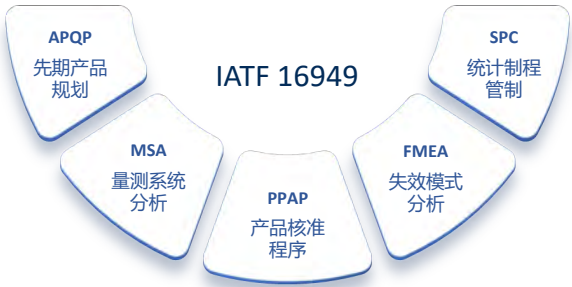 APQP
先期产品
规划
MSA
量测系统
分析
IATF 16949
PPAP
产品核准
程序
FMEA
失效模式
分析
SPC
统计制程
管制